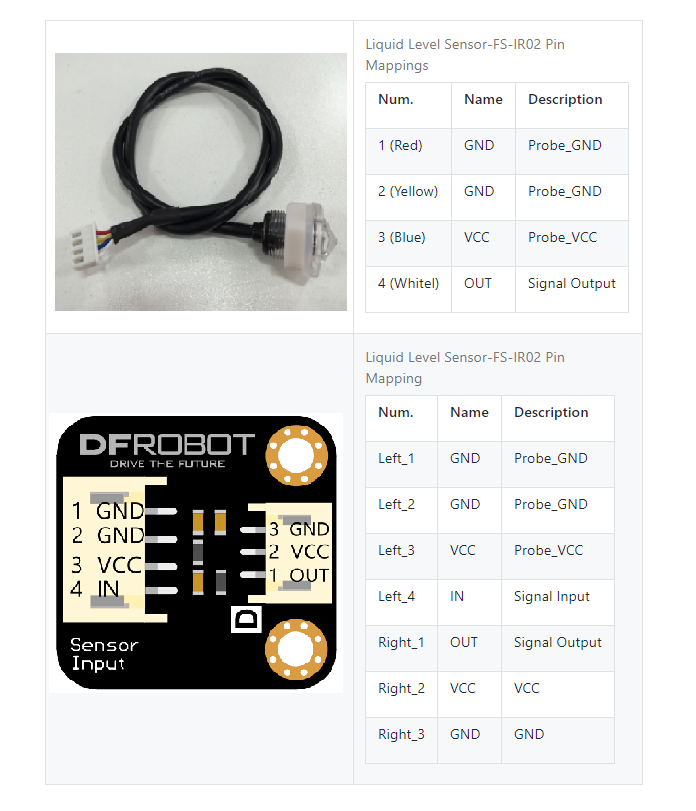 Liquid Level Sensor-FS-IR02 Pin
Mappings
Num. Name Description
1 (Red) GND Probe_GND
2 (Yellow) GND Probe_GND
3 (Blue) VCC Probe_VCC
4 (Whitel) OUT Signal Output
DFROBOT
DRIVE THE FUTURE
1 GND
2 GND
3 VCC
4 IN
3 GND
2 VCC
1 OUT
D
Sensor
Input
Liquid Level Sensor-FS-IR02 Pin
Mapping
Num. Name Description
Left_1 GND Probe_GND
Left_2 GND Probe_GND
Left_3 VCC Probe_VCC
Left_4 IN Signal Input
Right_1 OUT Signal Output
Right_2 VCC VCC
Right_3 GND GND